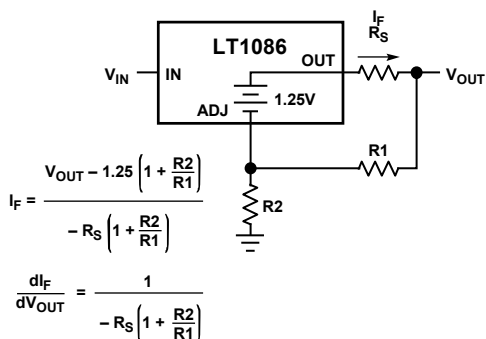 LT1086
I_F
R_S
V_IN
IN
OUT
V_OUT
ADJ
1.25V
R1
R2
I_F = (V_OUT – 1.25 (1 + R2/R1)) / (– R_S (1 + R2/R1))
dI_F/dV_OUT = 1 / (– R_S (1 + R2/R1))